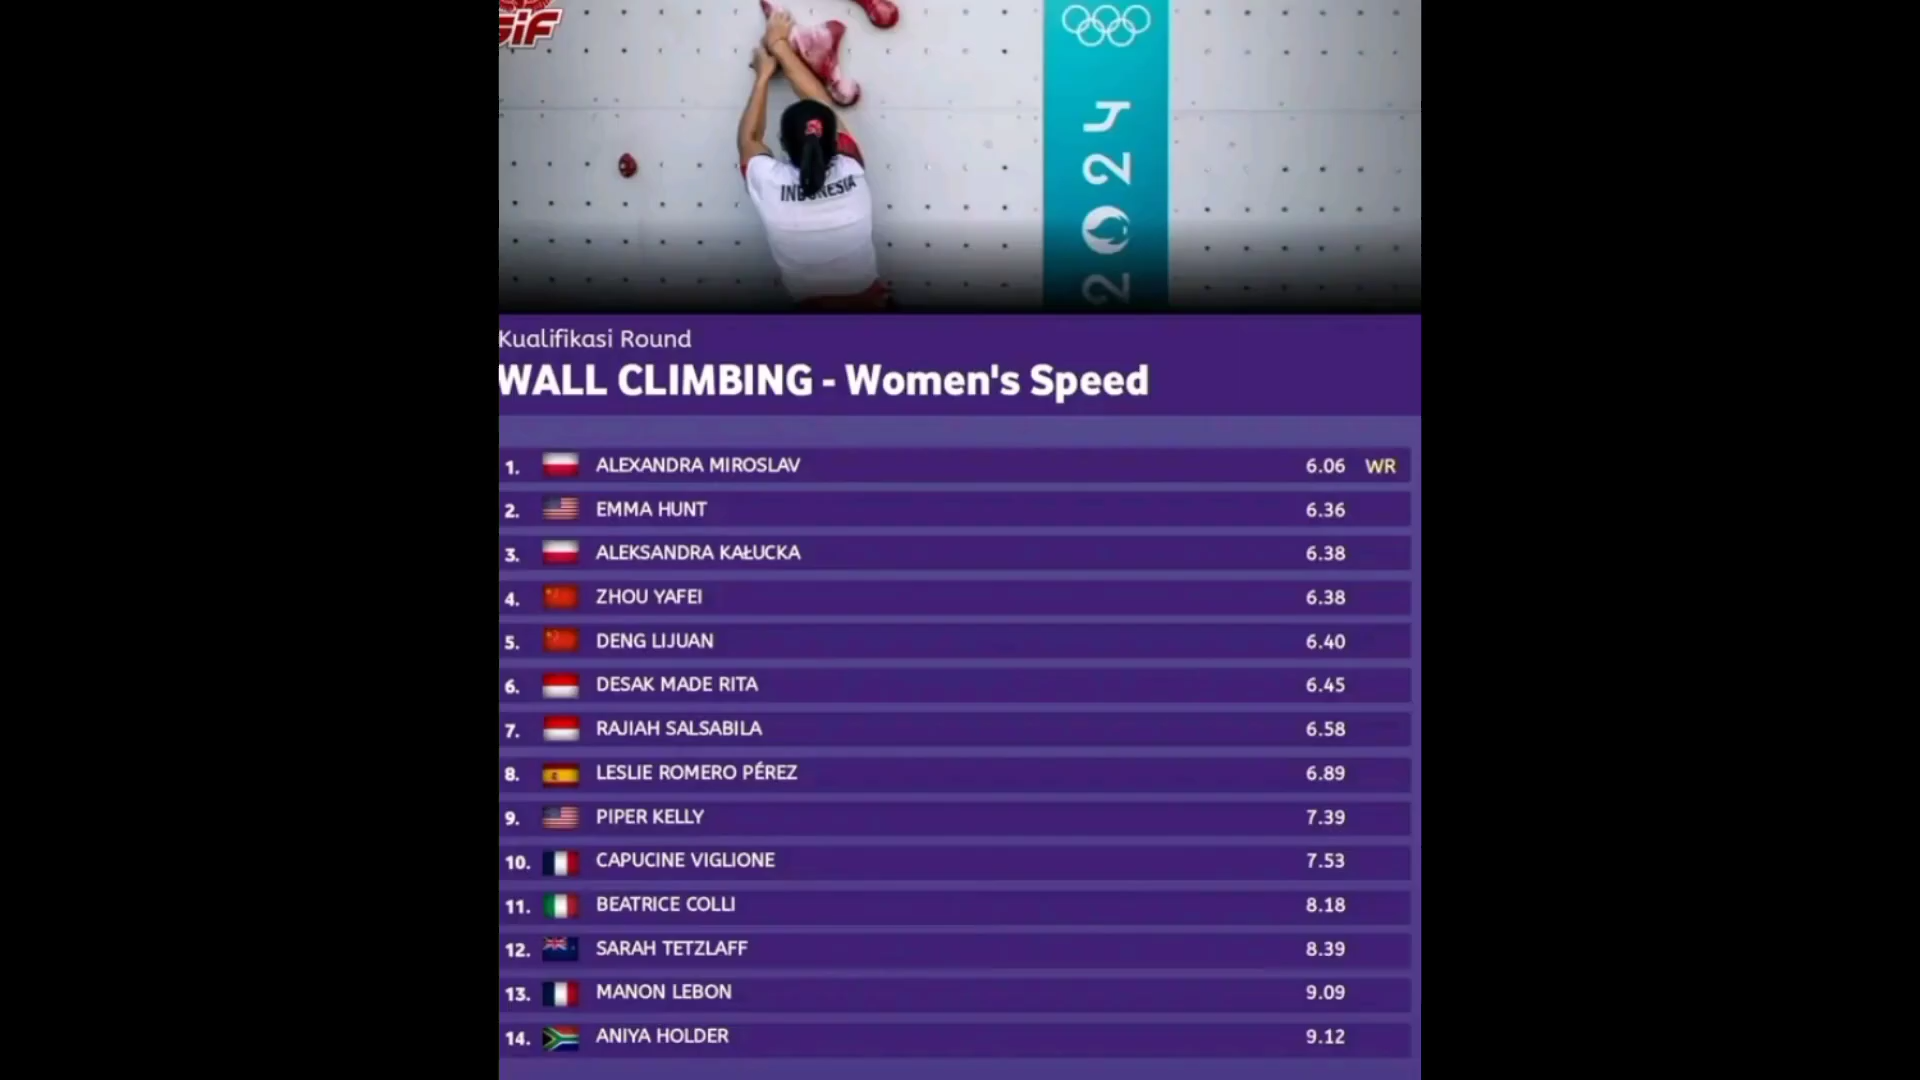 GIF
INDONESIA
2024
Kualifikasi Round
WALL CLIMBING - Women's Speed
1. ALEXANDRA MIROSLAV 6.06 WR
2. EMMA HUNT 6.36
3. ALEKSANDRA KAŁUCKA 6.38
4. ZHOU YAFEI 6.38
5. DENG LIJUAN 6.40
6. DESAK MADE RITA 6.45
7. RAJIAH SALSABILA 6.58
8. LESLIE ROMERO PÉREZ 6.89
9. PIPER KELLY 7.39
10. CAPUCINE VIGLIONE 7.53
11. BEATRICE COLLI 8.18
12. SARAH TETZLAFF 8.39
13. MANON LEBON 9.09
14. ANIYA HOLDER 9.12